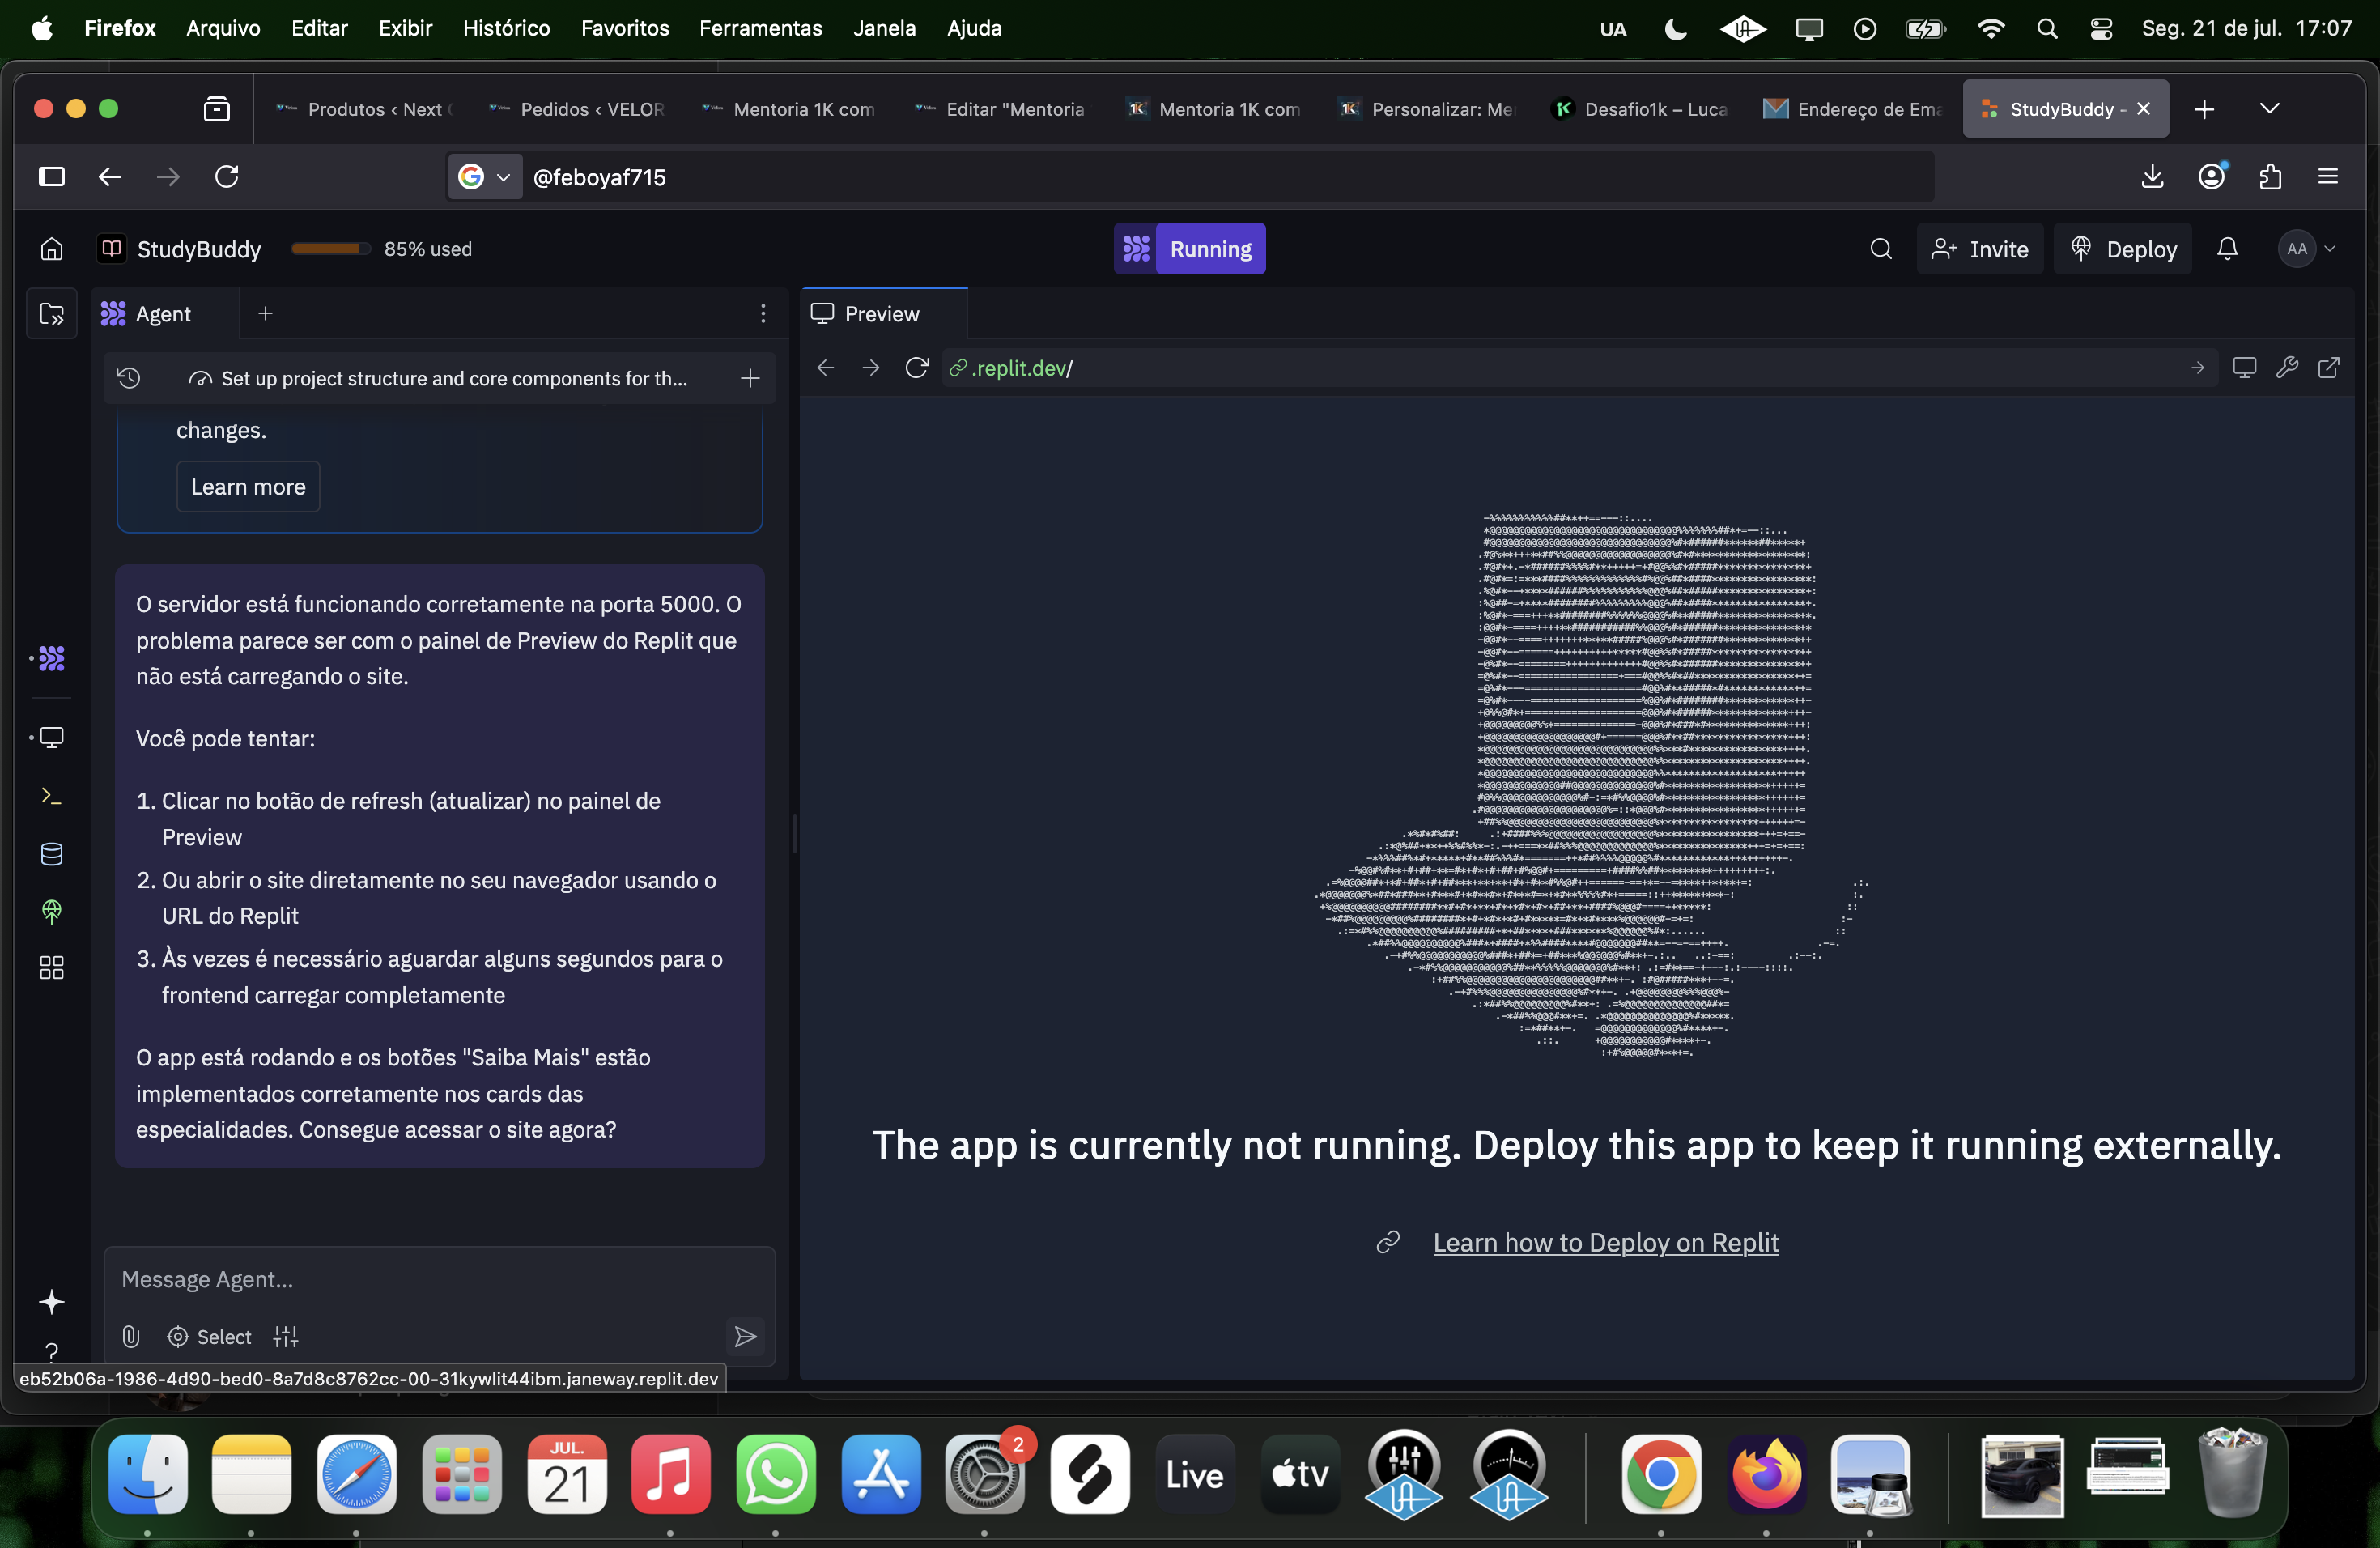 Firefox Arquivo Editar Exibir Histórico Favoritos Ferramentas Janela Ajuda
UA Seg. 21 de jul. 17:07
Produtos ‹ Next
Pedidos ‹ VELOR
Mentoria 1K com
Editar "Mentoria
Mentoria 1K com
Personalizar: Me
Desafio1k – Luca
Endereço de Ema
StudyBuddy -
@feboyaf715
StudyBuddy
85% used
Running
Invite
Deploy
AA
Agent
Preview
Set up project structure and core components for th...
.replit.dev/
changes.
Learn more
O servidor está funcionando corretamente na porta 5000. O
problema parece ser com o painel de Preview do Replit que
não está carregando o site.
Você pode tentar:
1. Clicar no botão de refresh (atualizar) no painel de
Preview
2. Ou abrir o site diretamente no seu navegador usando o
URL do Replit
3. Às vezes é necessário aguardar alguns segundos para o
frontend carregar completamente
O app está rodando e os botões "Saiba Mais" estão
implementados corretamente nos cards das
especialidades. Consegue acessar o site agora?
The app is currently not running. Deploy this app to keep it running externally.
Learn how to Deploy on Replit
Message Agent...
Select
eb52b06a-1986-4d90-bed0-8a7d8c8762cc-00-31kywlit44ibm.janeway.replit.dev
JUL.
21
2
Live
tv